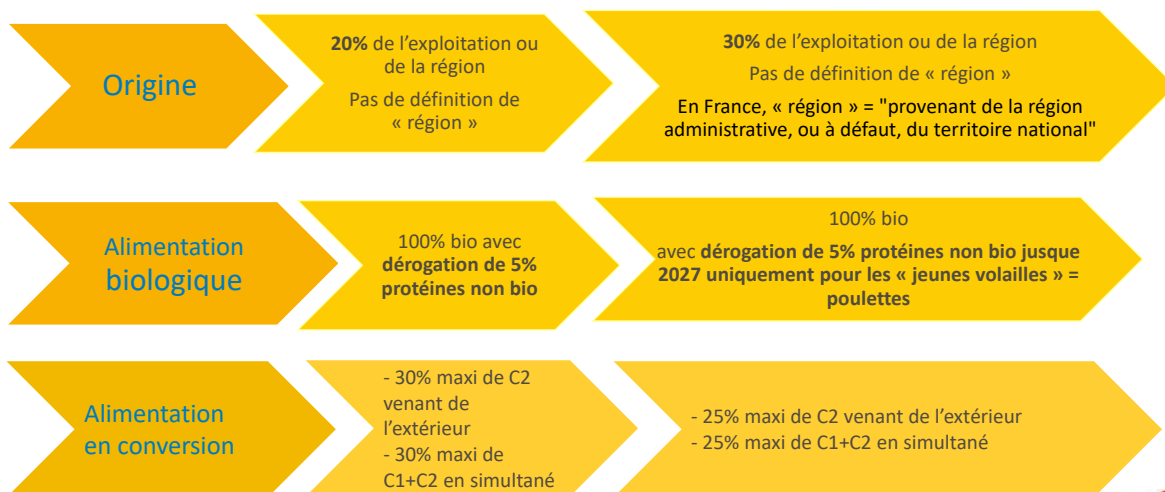 Origine
20% de l'exploitation ou
de la région
Pas de définition de
« région »
30% de l'exploitation ou de la région
Pas de définition de « région »
En France, « région » = "provenant de la région
administrative, ou à défaut, du territoire national"
Alimentation
biologique
100% bio avec
dérogation de 5%
protéines non bio
100% bio
avec dérogation de 5% protéines non bio jusque
2027 uniquement pour les « jeunes volailles » =
poulettes
Alimentation
en conversion
- 30% maxi de C2
venant de
l'extérieur
- 30% maxi de
C1+C2 en simultané
- 25% maxi de C2 venant de l'extérieur
- 25% maxi de C1+C2 en simultané